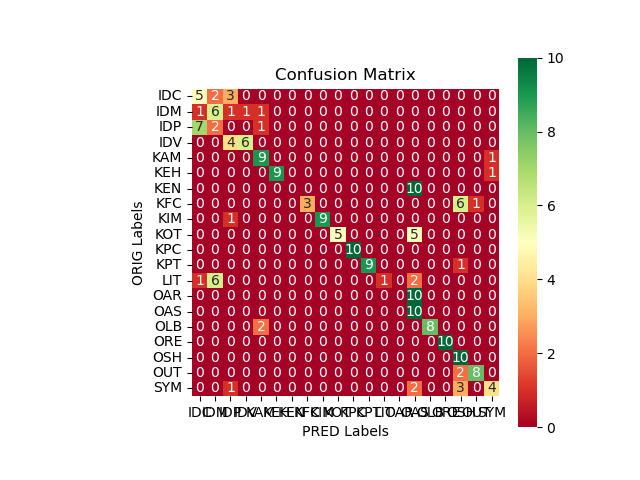 Confusion Matrix
IDC 5 2 3 0 0 0 0 0 0 0 0 0 0 0 0 0 0 0 0 0
IDM 1 6 1 1 1 0 0 0 0 0 0 0 0 0 0 0 0 0 0 0
IDP 7 2 0 0 1 0 0 0 0 0 0 0 0 0 0 0 0 0 0 0
IDV 0 0 4 6 0 0 0 0 0 0 0 0 0 0 0 0 0 0 0 0
KAM 0 0 0 0 9 0 0 0 0 0 0 0 0 0 0 0 0 0 0 1
KEH 0 0 0 0 0 9 0 0 0 0 0 0 0 0 0 0 0 0 0 1
KEN 0 0 0 0 0 0 0 0 0 0 0 0 0 0 10 0 0 0 0 0
KFC 0 0 0 0 0 0 0 3 0 0 0 0 0 0 0 0 0 6 1 0
KIM 0 0 1 0 0 0 0 0 9 0 0 0 0 0 0 0 0 0 0 0
KOT 0 0 0 0 0 0 0 0 0 5 0 0 0 0 5 0 0 0 0 0
KPC 0 0 0 0 0 0 0 0 0 0 10 0 0 0 0 0 0 0 0 0
KPT 0 0 0 0 0 0 0 0 0 0 0 9 0 0 0 0 0 1 0 0
LIT 1 6 0 0 0 0 0 0 0 0 0 0 1 0 2 0 0 0 0 0
OAR 0 0 0 0 0 0 0 0 0 0 0 0 0 0 10 0 0 0 0 0
OAS 0 0 0 0 0 0 0 0 0 0 0 0 0 0 10 0 0 0 0 0
OLB 0 0 0 0 2 0 0 0 0 0 0 0 0 0 0 8 0 0 0 0
ORE 0 0 0 0 0 0 0 0 0 0 0 0 0 0 0 0 10 0 0 0
OSH 0 0 0 0 0 0 0 0 0 0 0 0 0 0 0 0 0 10 0 0
OUT 0 0 0 0 0 0 0 0 0 0 0 0 0 0 0 0 0 2 8 0
SYM 0 0 1 0 0 0 0 0 0 0 0 0 0 0 2 0 0 3 0 4
IDC IDM IDP IDV KAM KEH KEN KFC KIM KOT KPC KPT LIT OAR OAS OLB ORE OSH OUT SYM
PRED Labels
ORIG Labels
10
8
6
4
2
0